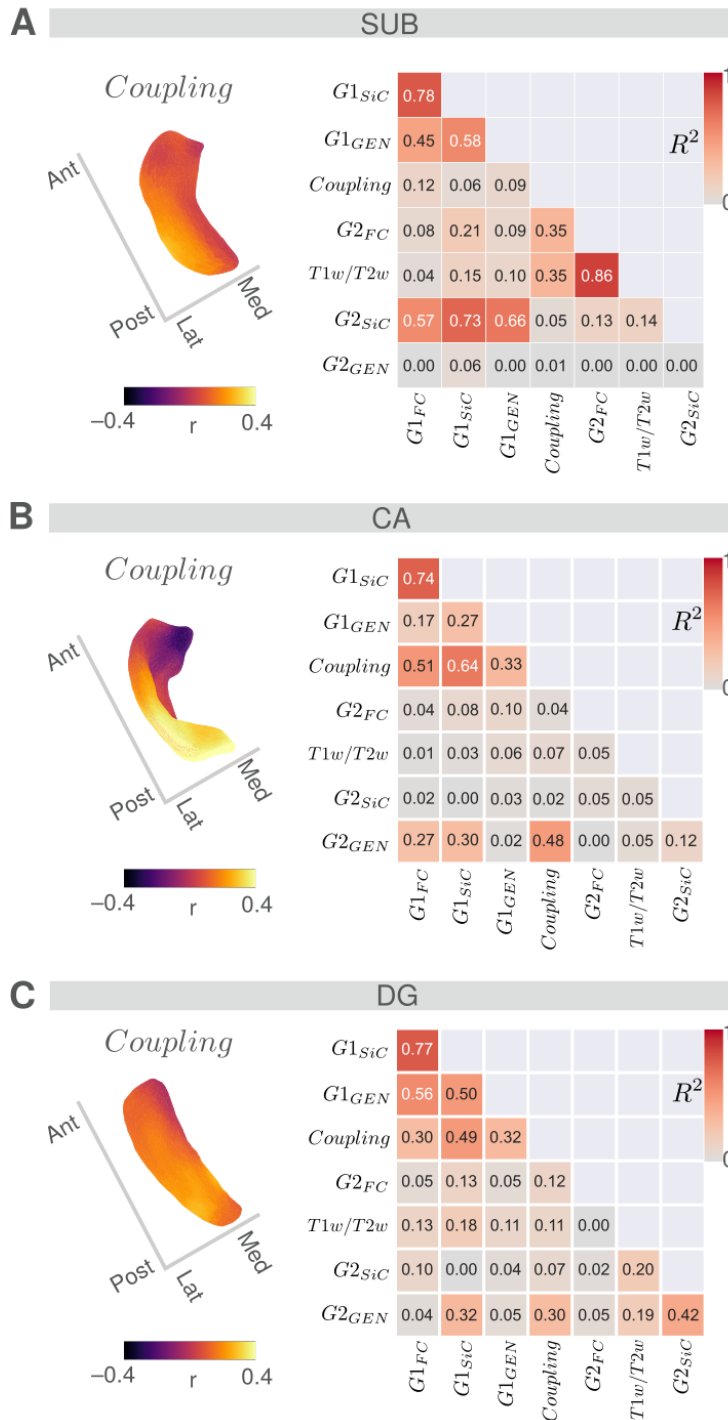 A SUB
Coupling
Ant
Post
Lat
Med
−0.4 r 0.4
G1SiC 0.78
G1GEN 0.45 0.58
Coupling 0.12 0.06 0.09
G2FC 0.08 0.21 0.09 0.35
T1w/T2w 0.04 0.15 0.10 0.35 0.86
G2SiC 0.57 0.73 0.66 0.05 0.13 0.14
G2GEN 0.00 0.06 0.00 0.01 0.00 0.00 0.00
G1FC G1SiC G1GEN Coupling G2FC T1w/T2w G2SiC
1
R2
0
B CA
Coupling
Ant
Post
Lat
Med
−0.4 r 0.4
G1SiC 0.74
G1GEN 0.17 0.27
Coupling 0.51 0.64 0.33
G2FC 0.04 0.08 0.10 0.04
T1w/T2w 0.01 0.03 0.06 0.07 0.05
G2SiC 0.02 0.00 0.03 0.02 0.05 0.05
G2GEN 0.27 0.30 0.02 0.48 0.00 0.05 0.12
G1FC G1SiC G1GEN Coupling G2FC T1w/T2w G2SiC
1
R2
0
C DG
Coupling
Ant
Post
Lat
Med
−0.4 r 0.4
G1SiC 0.77
G1GEN 0.56 0.50
Coupling 0.30 0.49 0.32
G2FC 0.05 0.13 0.05 0.12
T1w/T2w 0.13 0.18 0.11 0.11 0.00
G2SiC 0.10 0.00 0.04 0.07 0.02 0.20
G2GEN 0.04 0.32 0.05 0.30 0.05 0.19 0.42
G1FC G1SiC G1GEN Coupling G2FC T1w/T2w G2SiC
1
R2
0